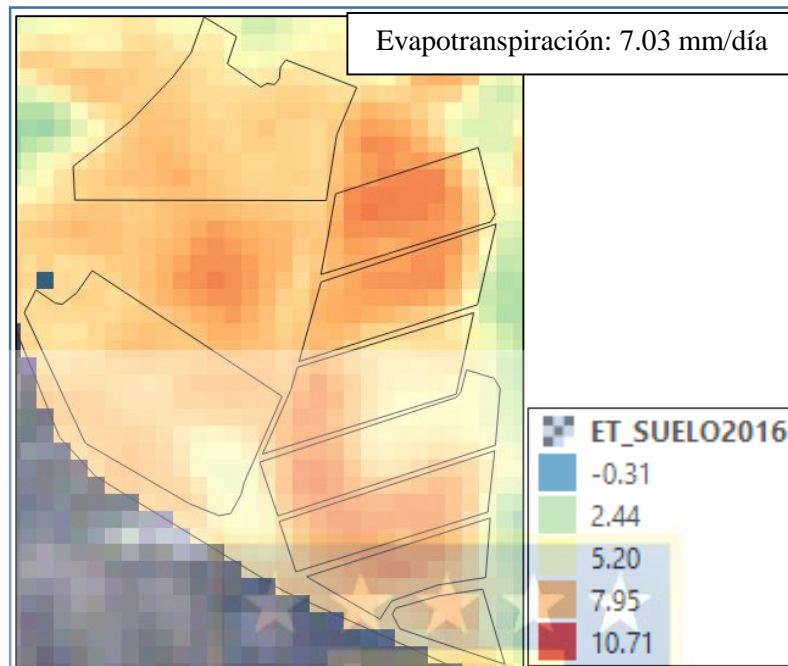 Evapotranspiración: 7.03 mm/día
ET_SUELO2016
-0.31
2.44
5.20
7.95
10.71